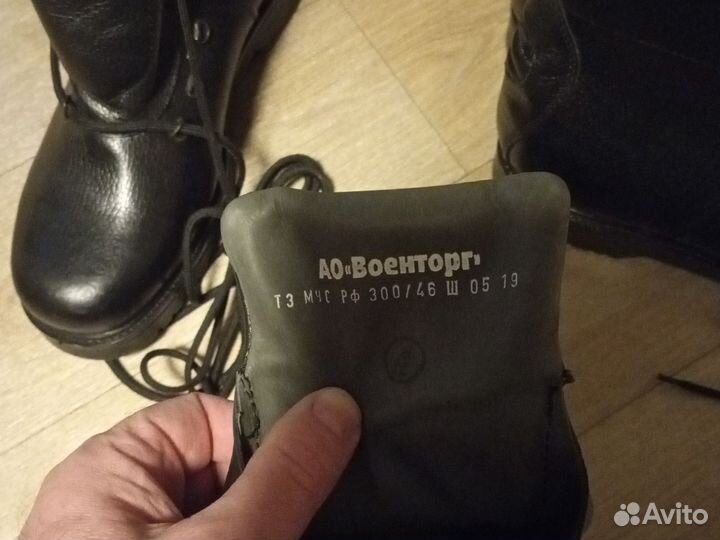 АО «Военторг»
ТЗ МЧС РФ 300/46 Ш 05 19
Avito